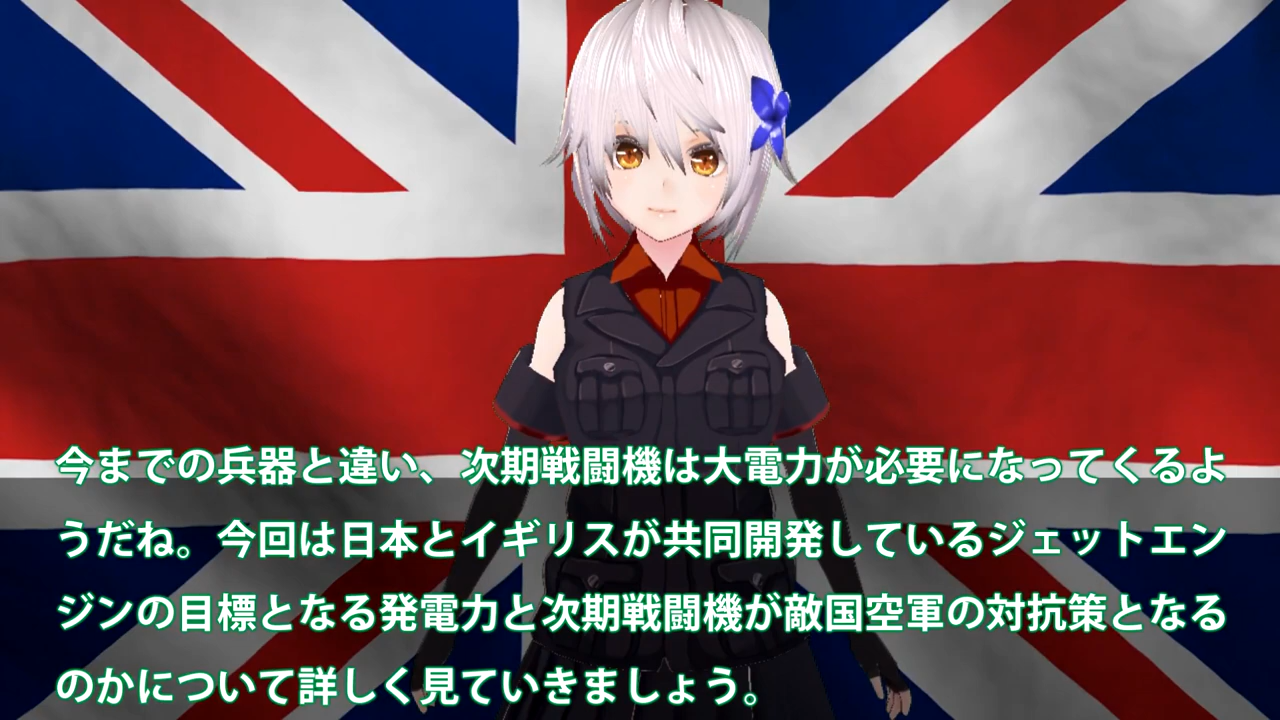 今までの兵器と違い、次期戦闘機は大電力が必要になってくるよ
うだね。今回は日本とイギリスが共同開発しているジェットエン
ジンの目標となる発電力と次期戦闘機が敵国空軍の対抗策となる
のかについて詳しく見ていきましょう。